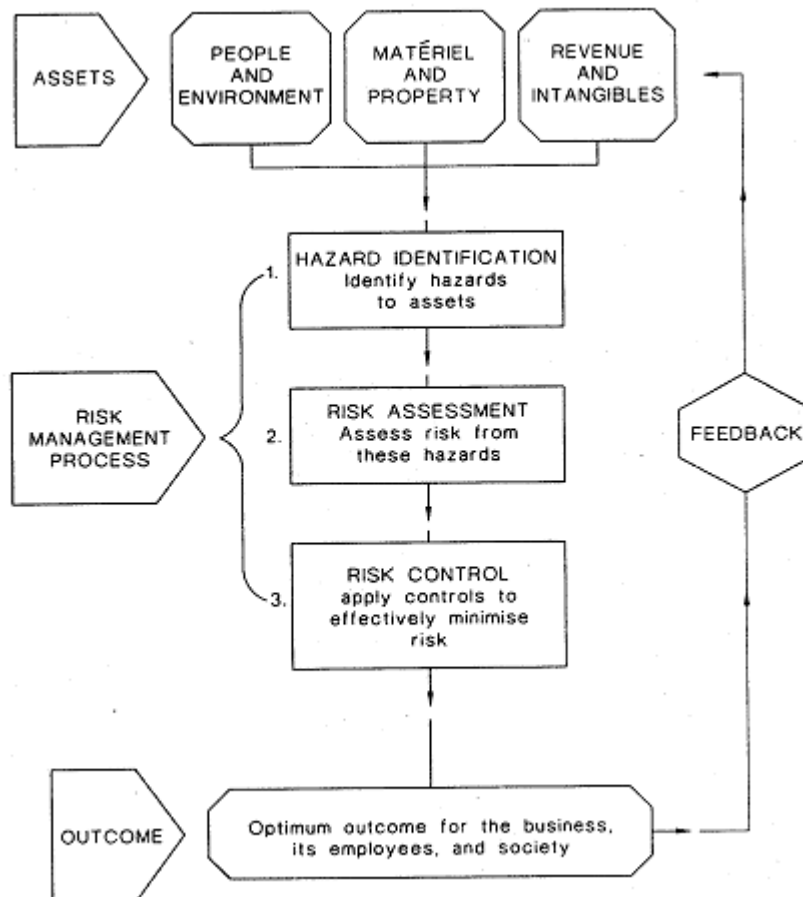 ASSETS
PEOPLE
AND
ENVIRONMENT
MATÉRIEL
AND
PROPERTY
REVENUE
AND
INTANGIBLES
1.
HAZARD IDENTIFICATION
Identify hazards
to assets
RISK
MANAGEMENT
PROCESS
2.
RISK ASSESSMENT
Assess risk from
these hazards
FEEDBACK
3.
RISK CONTROL
apply controls to
effectively minimise
risk
OUTCOME
Optimum outcome for the business,
its employees, and society